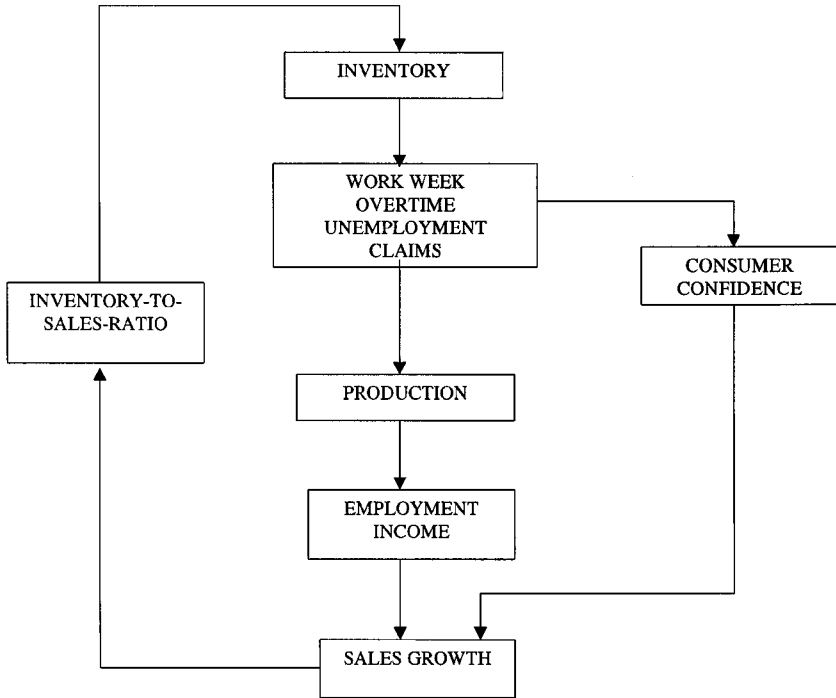 INVENTORY
WORK WEEK
OVERTIME
UNEMPLOYMENT
CLAIMS
CONSUMER
CONFIDENCE
INVENTORY-TO-
SALES-RATIO
PRODUCTION
EMPLOYMENT
INCOME
SALES GROWTH